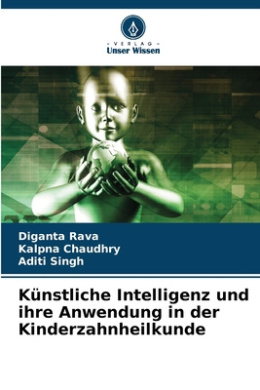 • VERLAG •
Unser Wissen
Diganta Rava
Kalpna Chaudhry
Aditi Singh
Künstliche Intelligenz und
ihre Anwendung in der
Kinderzahnheilkunde